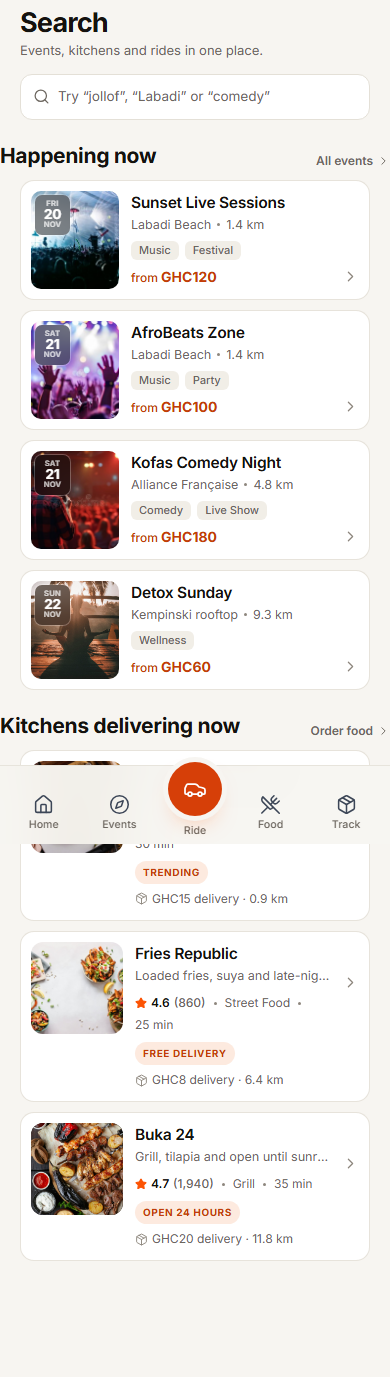 Search
Events, kitchens and rides in one place.
Try “jollof”, “Labadi” or “comedy”
Happening now
All events
FRI
20
NOV
Sunset Live Sessions
Labadi Beach • 1.4 km
Music Festival
from GHC120
SAT
21
NOV
AfroBeats Zone
Labadi Beach • 1.4 km
Music Party
from GHC100
SAT
21
NOV
Kofas Comedy Night
Alliance Française • 4.8 km
Comedy Live Show
from GHC180
SUN
22
NOV
Detox Sunday
Kempinski rooftop • 9.3 km
Wellness
from GHC60
Kitchens delivering now
Order food
Home Events Ride Food Track
30 min
TRENDING
GHC15 delivery · 0.9 km
Fries Republic
Loaded fries, suya and late-nig...
4.6 (860) • Street Food •
25 min
FREE DELIVERY
GHC8 delivery · 6.4 km
Buka 24
Grill, tilapia and open until sunr...
4.7 (1,940) • Grill • 35 min
OPEN 24 HOURS
GHC20 delivery · 11.8 km